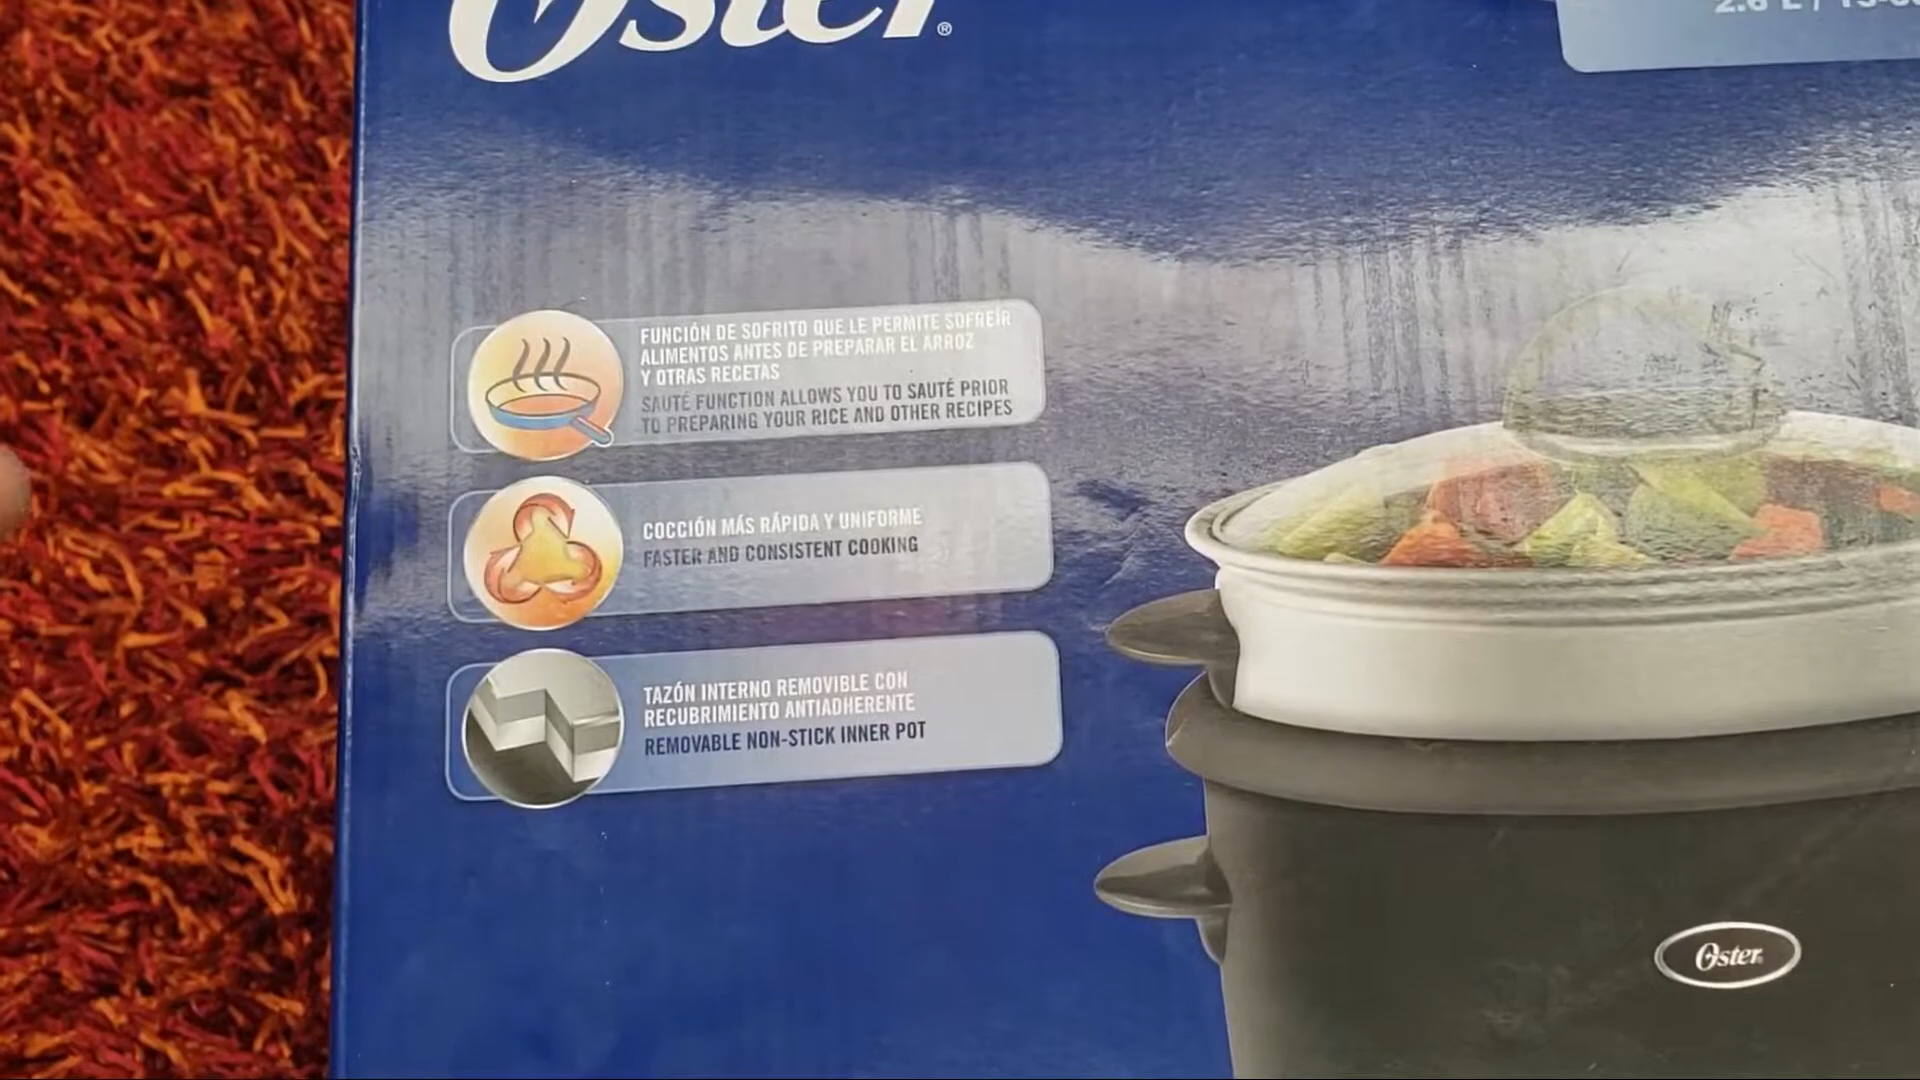 Oster®
2.6 L /
FUNCIÓN DE SOFRITO QUE LE PERMITE SOFREÍR
ALIMENTOS ANTES DE PREPARAR EL ARROZ
Y OTRAS RECETAS
SAUTÉ FUNCTION ALLOWS YOU TO SAUTÉ PRIOR
TO PREPARING YOUR RICE AND OTHER RECIPES
COCCIÓN MÁS RÁPIDA Y UNIFORME
FASTER AND CONSISTENT COOKING
TAZÓN INTERNO REMOVIBLE CON
RECUBRIMIENTO ANTIADHERENTE
REMOVABLE NON-STICK INNER POT
Oster